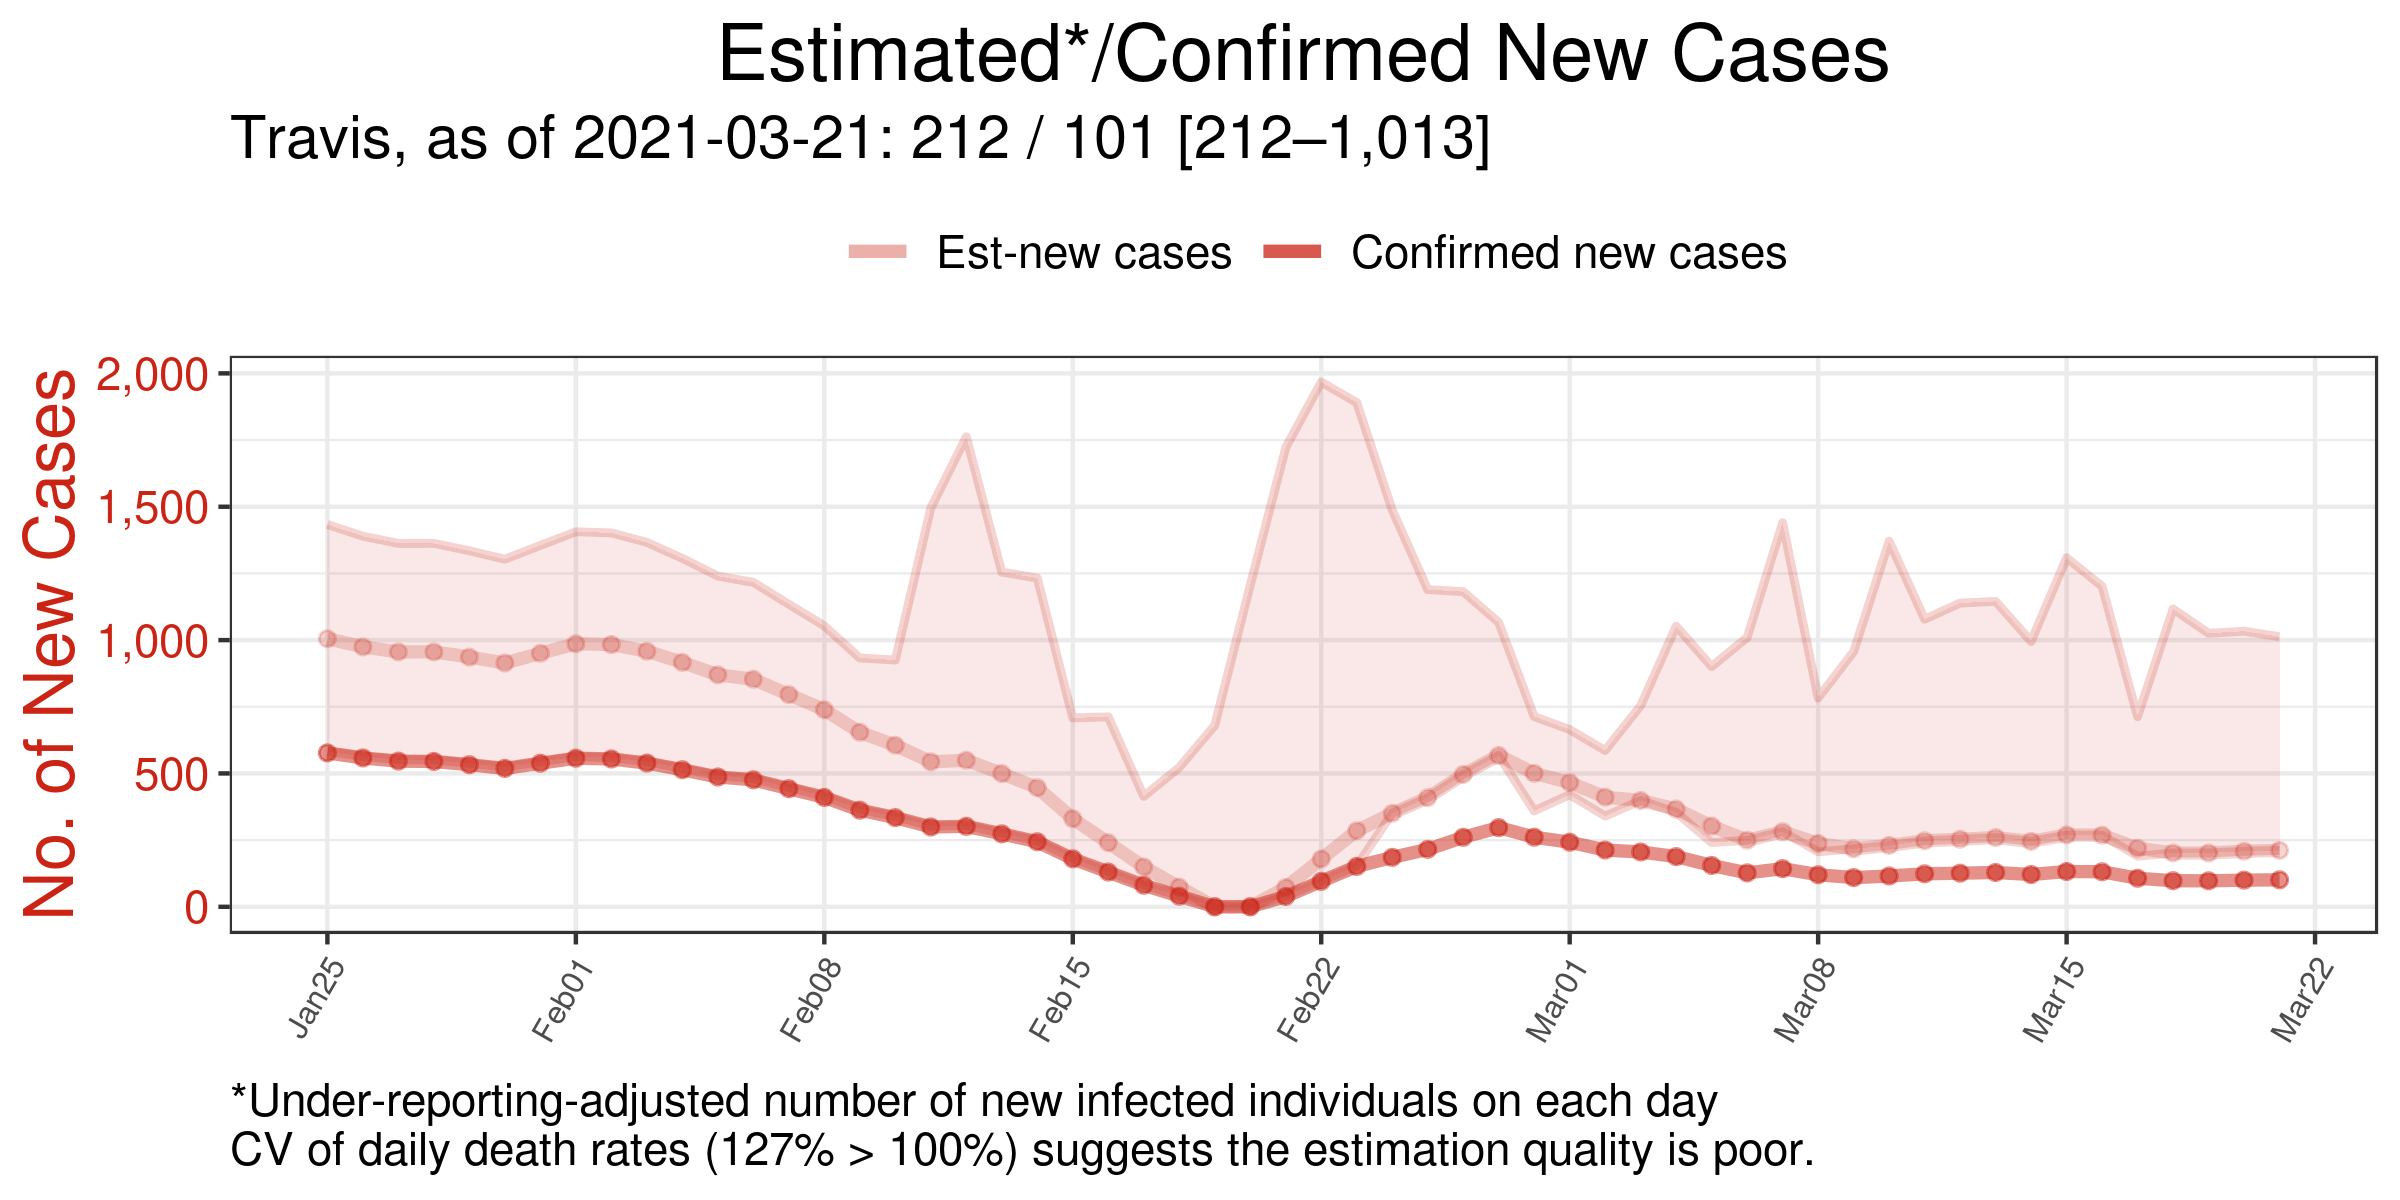 Estimated*/Confirmed New Cases
Travis, as of 2021-03-21: 212 / 101 [212–1,013]
Est-new cases
Confirmed new cases
No. of New Cases
2,000
1,500
1,000
500
0
Jan25
Feb01
Feb08
Feb15
Feb22
Mar01
Mar08
Mar15
Mar22
*Under-reporting-adjusted number of new infected individuals on each day
CV of daily death rates (127% > 100%) suggests the estimation quality is poor.